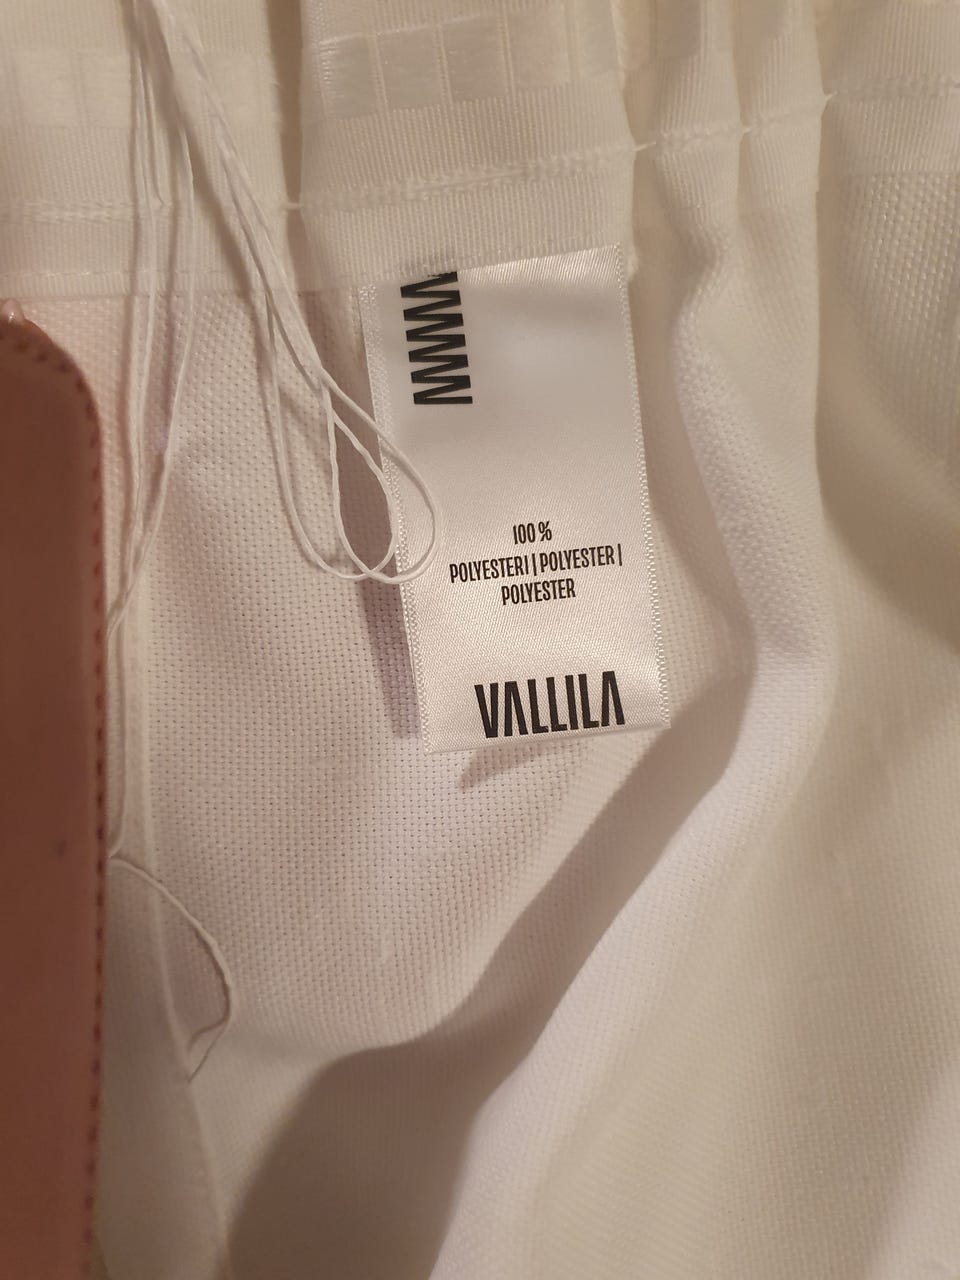 100 %
POLYESTERI | POLYESTER |
POLYESTER
VALLILA